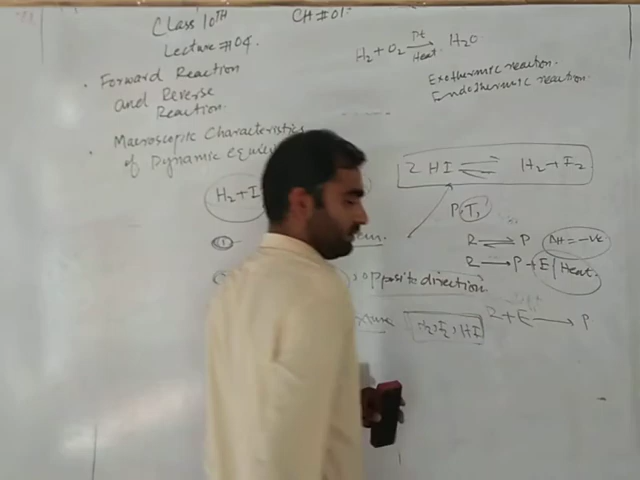 Class 10TH
CH # 01:-
Lecture #04.
• Forward Reaction
and Reverse
Reaction.
• Macroscopic Characteristics
of Dynamic
H2 + O2 Pt → Heat H2O
Exothermic reaction.
Endothermic reaction.
2 HI ⇌ H2 + I2
H2 + I
P, T,
R ⇌ P ΔH = -ve
R → P + E/Heat.
①
opposite direction
R + E → P
H2, I2, HI